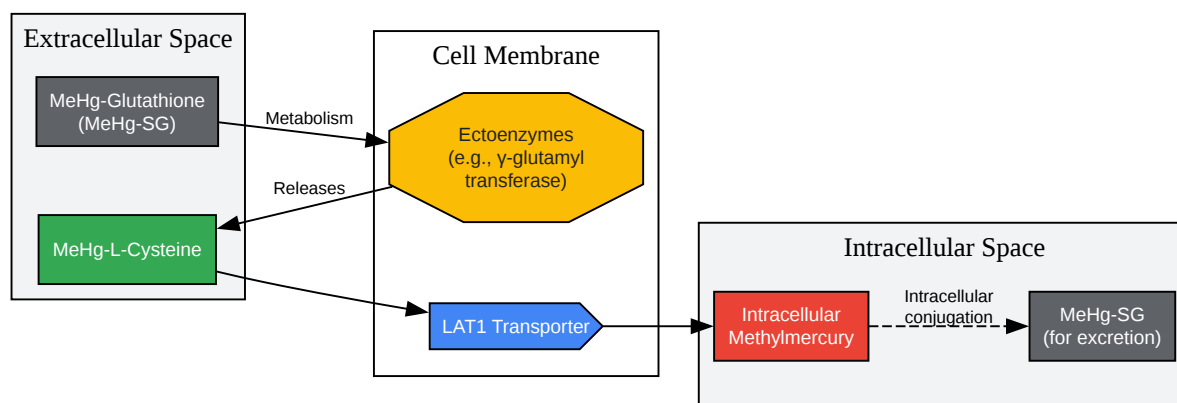 Extracellular Space
MeHg-Glutathione
(MeHg-SG)
Metabolism
Releases
MeHg-L-Cysteine
Cell Membrane
Ectoenzymes
(e.g., γ-glutamyl
transferase)
LAT1 Transporter
Intracellular Space
Intracellular
Methylmercury
Intracellular
conjugation
MeHg-SG
(for excretion)